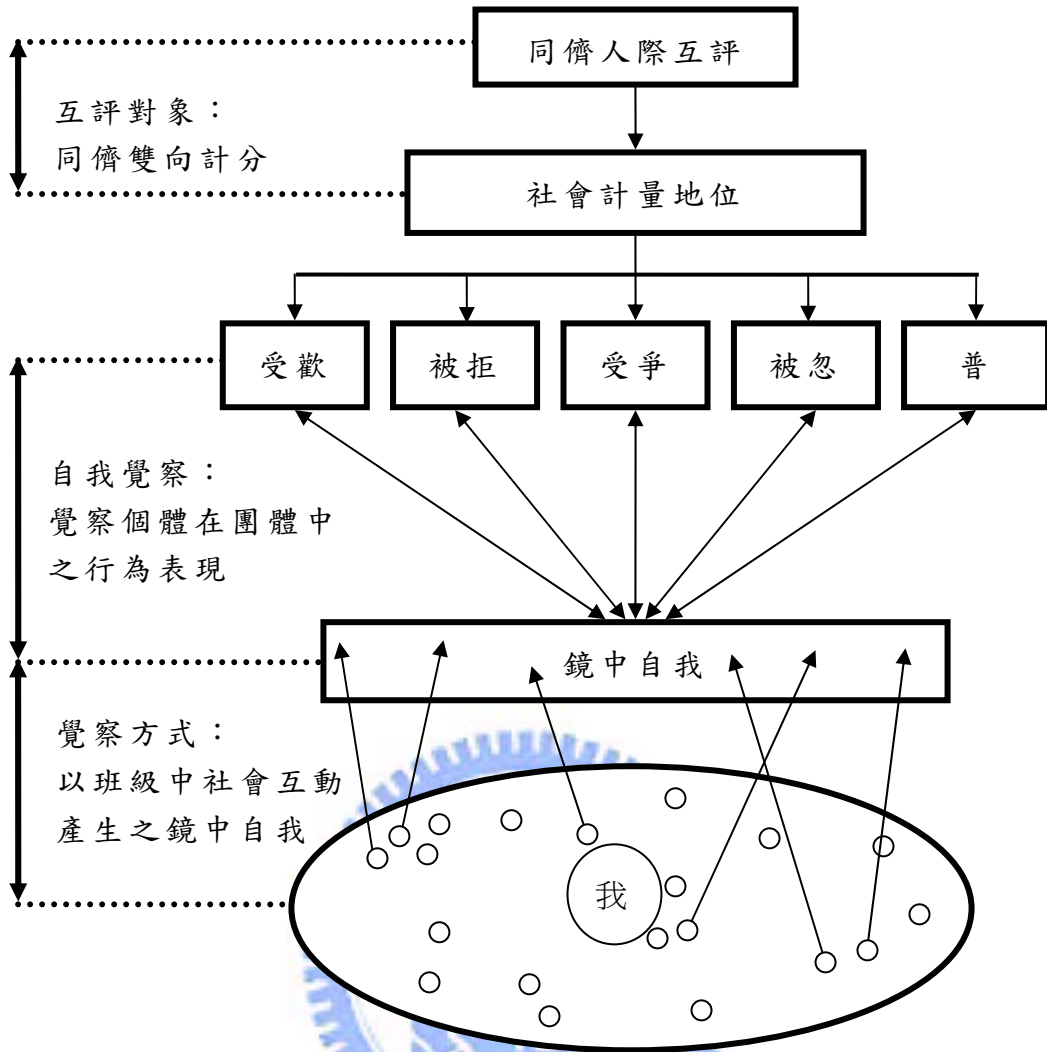 同儕人際互評
互評對象：
同儕雙向計分
社會計量地位
受歡
被拒
受爭
被忽
普
自我覺察：
覺察個體在團體中
之行為表現
鏡中自我
覺察方式：
以班級中社會互動
產生之鏡中自我
我